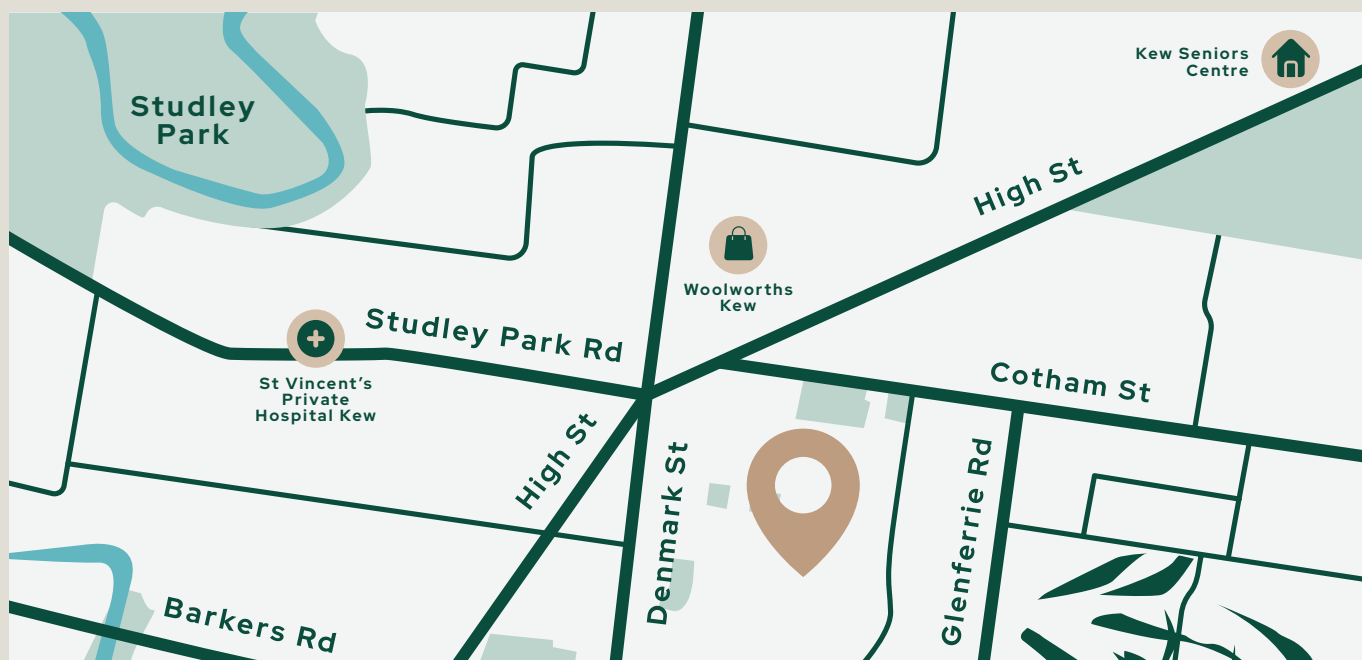 Kew Seniors
Centre
Studley
Park
High St
Woolworths
Kew
Studley Park Rd
St Vincent’s
Private
Hospital Kew
Cotham St
High St
Denmark St
Glenferrie Rd
Barkers Rd